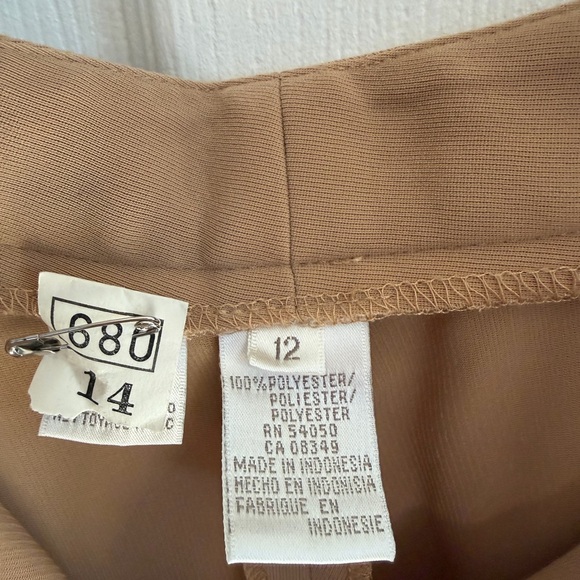 680
14
12
100%POLYESTER/
POLIESTER/
POLYESTER
RN 54050
CA 08349
MADE IN INDONESIA
HECHO EN INDONISIA
FABRIQUE EN
INDONESIE